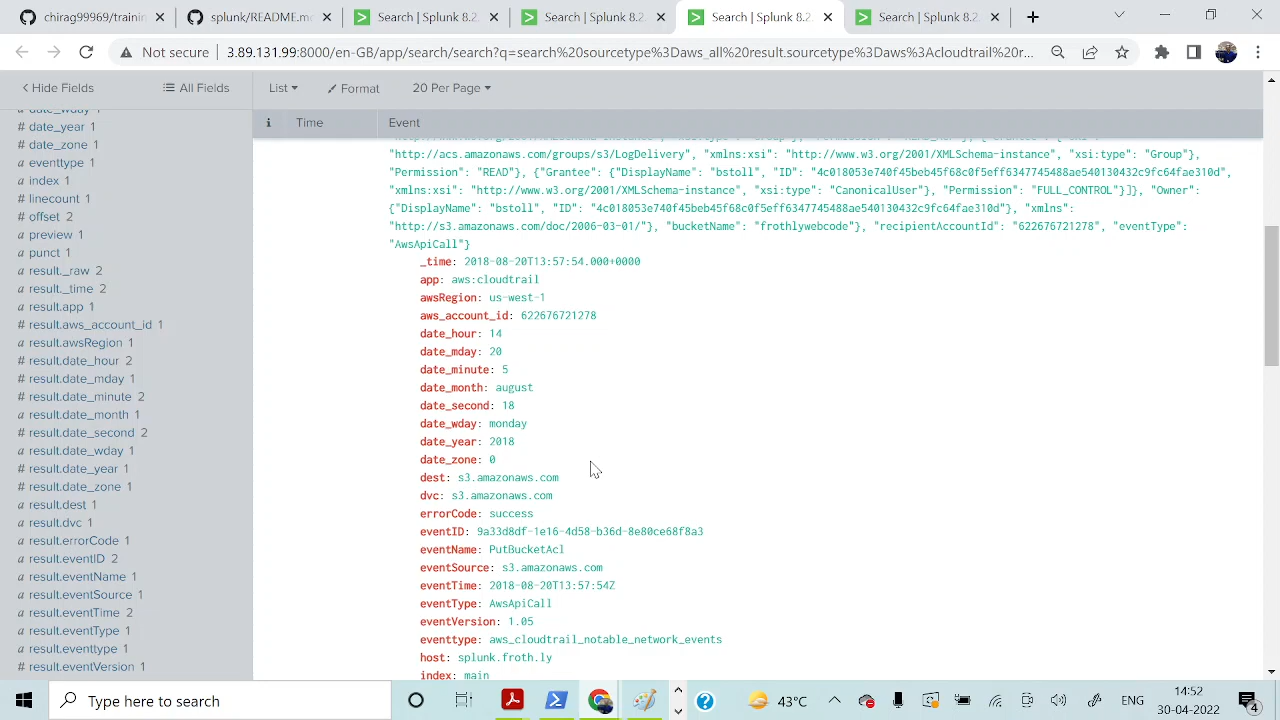 splunk
splunk/README.m
Search | Splunk 8.
Search | Splunk 8.
Search | Splunk 8.
Not secure | 3.89.131.99:8000/en-GB/app/search/search?q=search%20sourcetype%3Daws_all%20result.sourcetype%3Daws%3Acloudtrail%20r...
Hide Fields
All Fields
List
Format
20 Per Page
i Time Event
a date_wday 1
# date_year 1
# date_zone 1
a eventtype 1
a index 1
# linecount 1
# offset 2
a preview 1
a punct 1
a result._raw 2
a result._time 2
a result.app 1
# result.aws_account_id 1
a result.awsRegion 1
# result.date_hour 2
# result.date_mday 1
# result.date_minute 2
a result.date_month 1
# result.date_second 2
a result.date_wday 1
# result.date_year 1
# result.date_zone 1
a result.dest 1
a result.dvc 1
a result.errorCode 1
a result.eventID 2
a result.eventName 1
a result.eventSource 1
a result.eventTime 2
a result.eventType 1
a result.eventtype 1
# result.eventVersion 1
"http://acs.amazonaws.com/groups/s3/LogDelivery", "xmlns:xsi": "http://www.w3.org/2001/XMLSchema-instance", "xsi:type": "Group"},
"Permission": "READ"}, {"Grantee": {"DisplayName": "bstoll", "ID": "4c018053e740f45beb45f68c0f5eff6347745488ae540130432c9fc64fae310d",
"xmlns:xsi": "http://www.w3.org/2001/XMLSchema-instance", "xsi:type": "CanonicalUser"}, "Permission": "FULL_CONTROL"}]}, "Owner":
{"DisplayName": "bstoll", "ID": "4c018053e740f45beb45f68c0f5eff6347745488ae540130432c9fc64fae310d"}, "xmlns":
"http://s3.amazonaws.com/doc/2006-03-01/"}, "bucketName": "frothlywebcode"}, "recipientAccountId": "622676721278", "eventType":
"AwsApiCall"}
_time: 2018-08-20T13:57:54.000+0000
app: aws:cloudtrail
awsRegion: us-west-1
aws_account_id: 622676721278
date_hour: 14
date_mday: 20
date_minute: 5
date_month: august
date_second: 18
date_wday: monday
date_year: 2018
date_zone: 0
dest: s3.amazonaws.com
dvc: s3.amazonaws.com
errorCode: success
eventID: 9a33d8df-1e16-4d58-b36d-8e80ce68f8a3
eventName: PutBucketAcl
eventSource: s3.amazonaws.com
eventTime: 2018-08-20T13:57:54Z
eventType: AwsApiCall
eventVersion: 1.05
eventtype: aws_cloudtrail_notable_network_events
host: splunk.froth.ly
index: main
Type here to search
43°C
ENG
14:52
30-04-2022
4